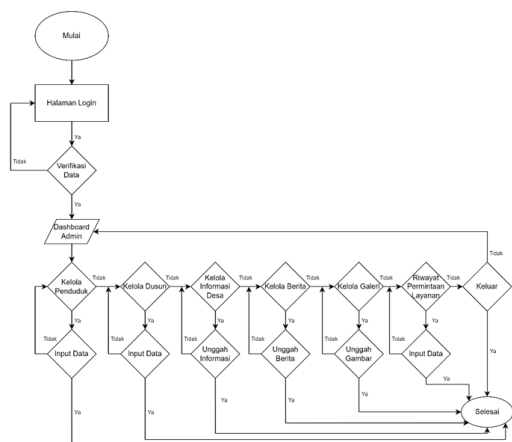 Mulai
Halaman Login
Ya
Tidak
Verifikasi
Data
Ya
Dashboard
Admin
Tidak
Kelola
Penduduk
Tidak
Kelola Dusun
Tidak
Kelola
Informasi
Desa
Tidak
Kelola Berita
Tidak
Kelola Galeri
Tidak
Riwayat
Permintaan
Layanan
Tidak
Keluar
Ya
Ya
Ya
Ya
Ya
Ya
Ya
Tidak
Input Data
Tidak
Input Data
Tidak
Unggah
Informasi
Tidak
Unggah
Berita
Tidak
Unggah
Gambar
Tidak
Input Data
Ya
Ya
Ya
Ya
Ya
Ya
Selesai